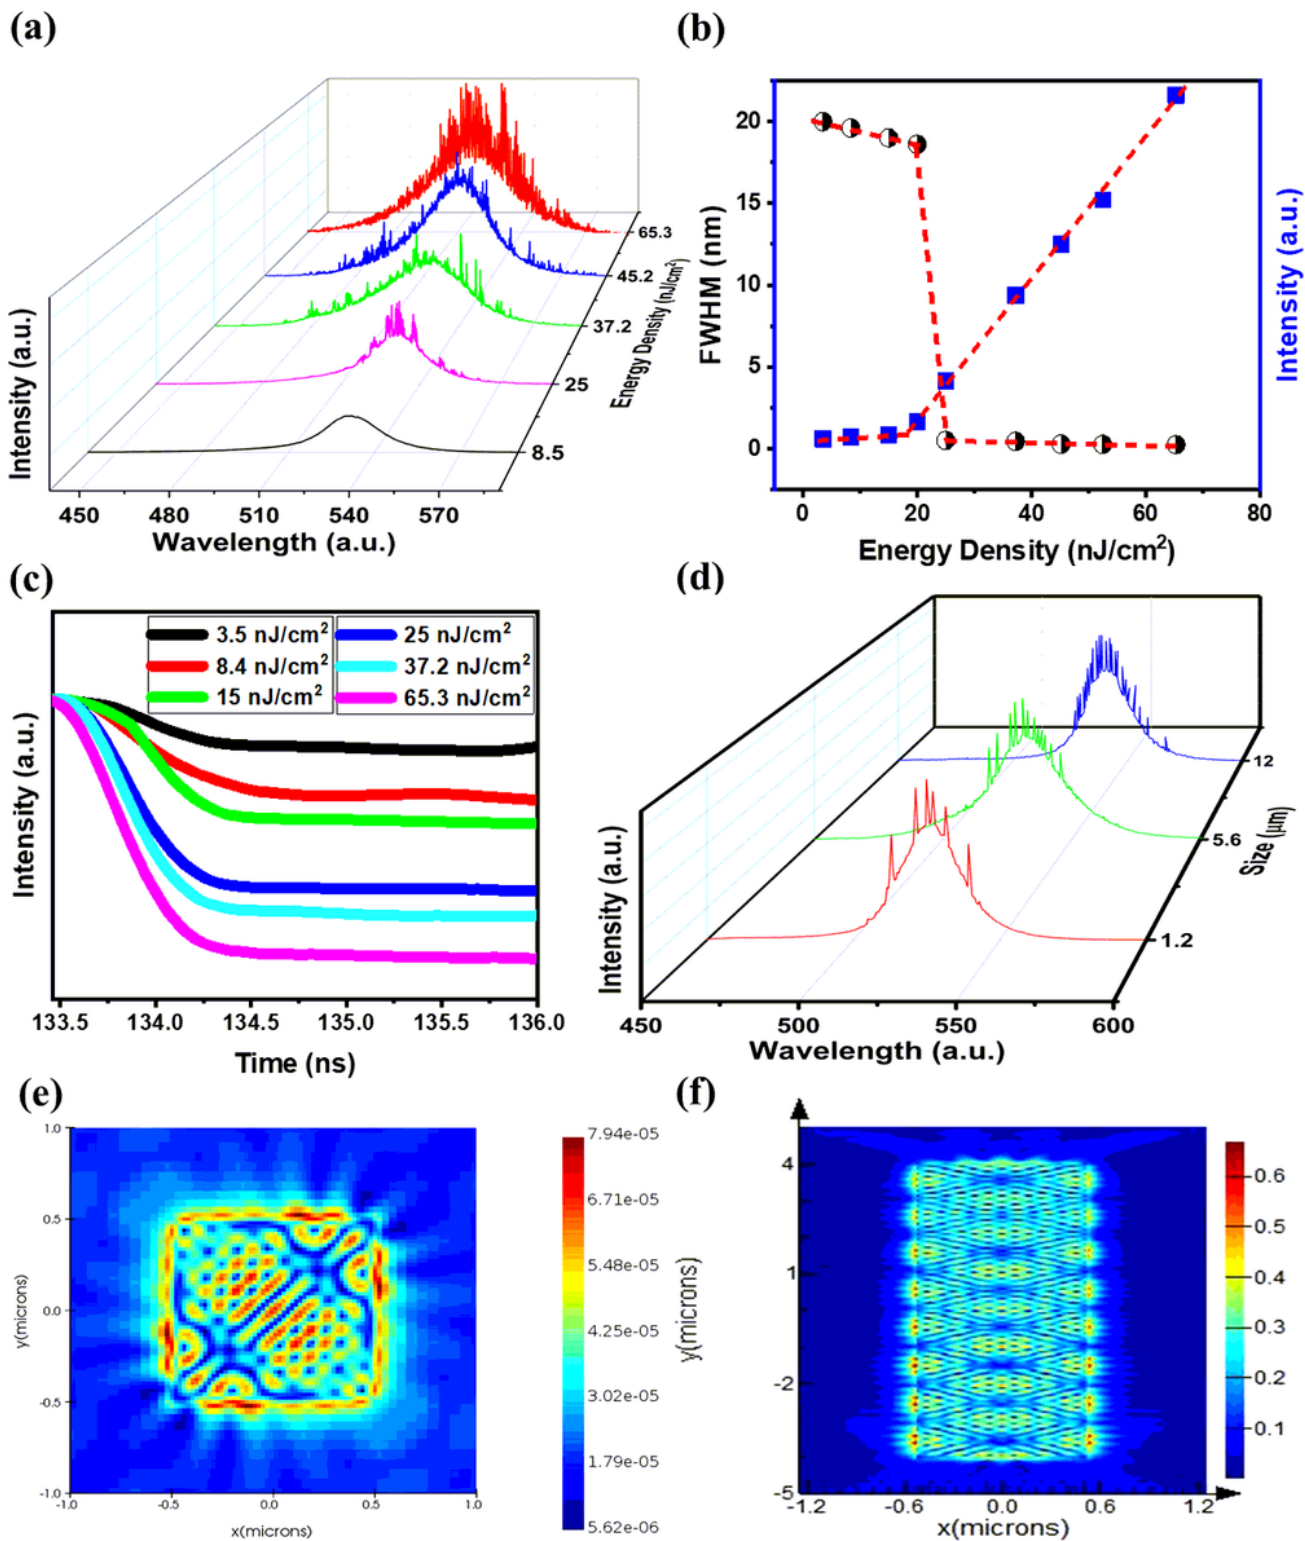 (a)
Intensity (a.u.)
65.3
45.2
37.2
25
8.5
Energy Density (nJ/cm²)
450 480 510 540 570
Wavelength (a.u.)
(b)
FWHM (nm)
20
15
10
5
0
0 20 40 60 80
Energy Density (nJ/cm²)
Intensity (a.u.)
(c)
Intensity (a.u.)
3.5 nJ/cm² 25 nJ/cm²
8.4 nJ/cm² 37.2 nJ/cm²
15 nJ/cm² 65.3 nJ/cm²
133.5 134.0 134.5 135.0 135.5 136.0
Time (ns)
(d)
Intensity (a.u.)
12
5.6
1.2
Size (μm)
450 500 550 600
Wavelength (a.u.)
(e)
y(microns)
1.0
0.5
0.0
-0.5
-1.0
-1.0 -0.5 0.0 0.5 1.0
x(microns)
7.94e-05
6.71e-05
5.48e-05
4.25e-05
3.02e-05
1.79e-05
5.62e-06
(f)
y(microns)
4
1
-2
-5
-1.2 -0.6 0.0 0.6 1.2
x(microns)
0.6
0.5
0.4
0.3
0.2
0.1